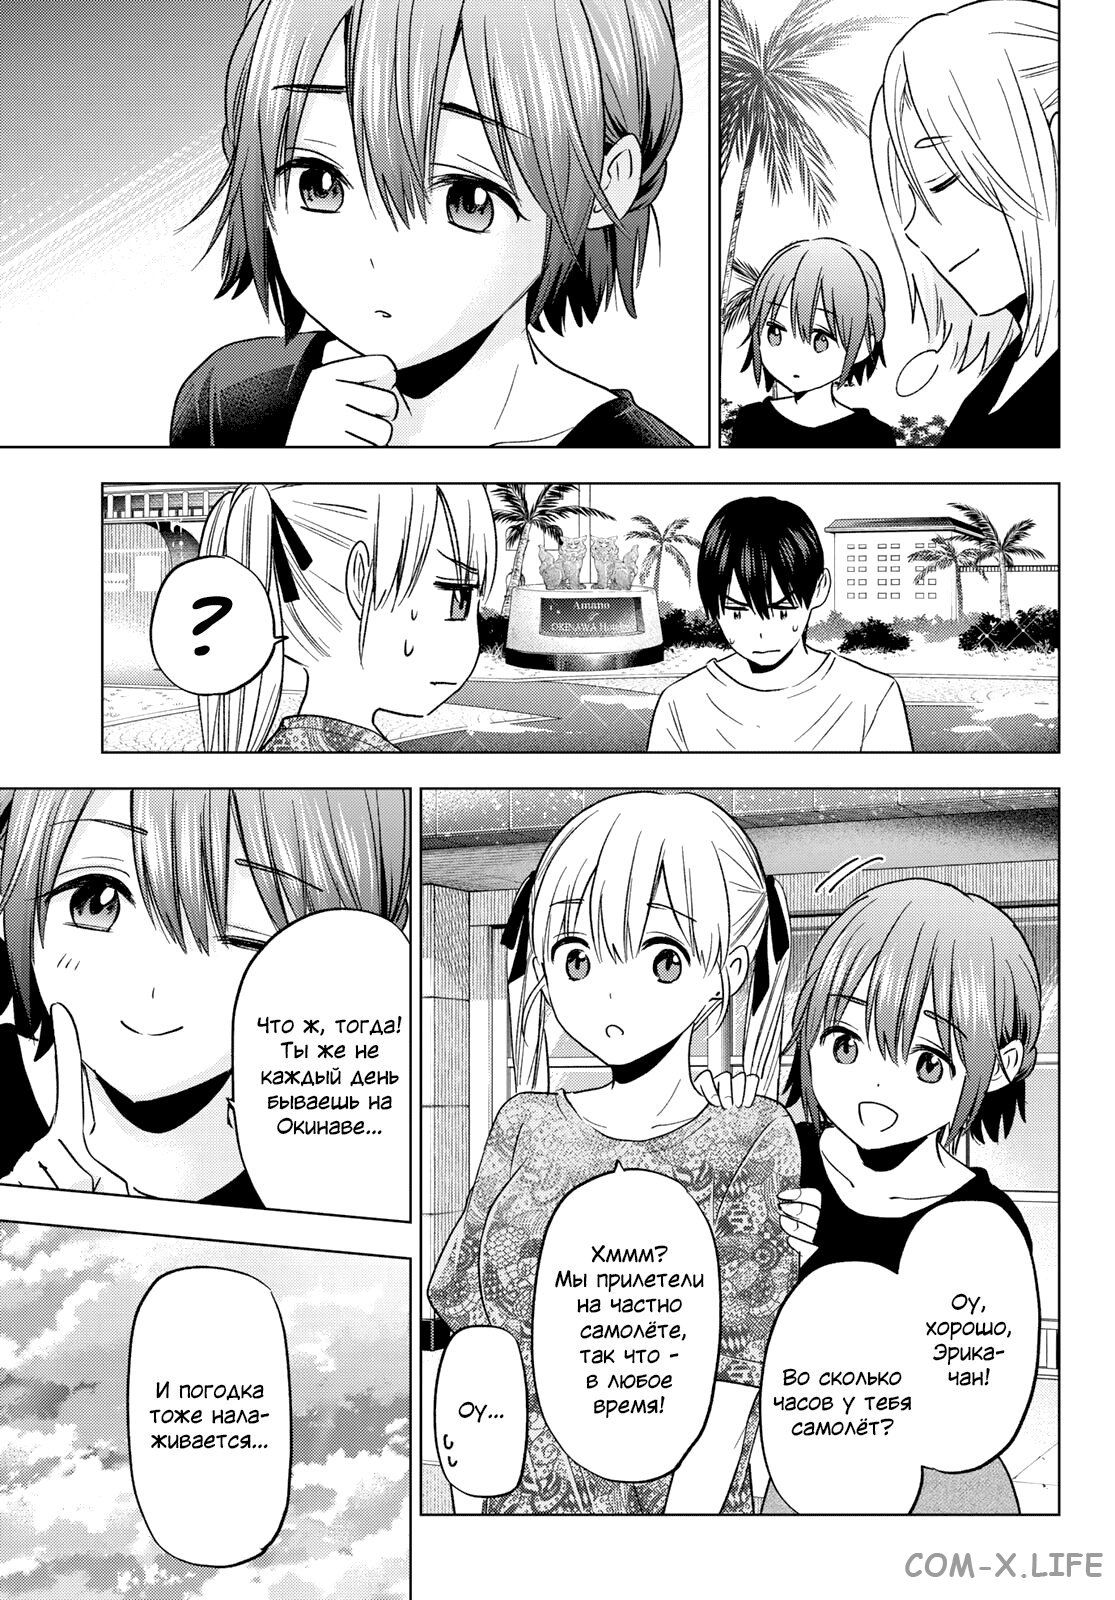 Amano
?
Оу,
хорошо,
Эрика-
чан!
Во сколько
часов у тебя
самолёт?
Хммм?
Мы прилетели
на частно
самолёте,
так что -
в любое
время!
Оу...
Что ж, тогда!
Ты же не
каждый день
бываешь на
Окинаве...
И погодка
тоже нала-
живается...
COM-X.LIFE